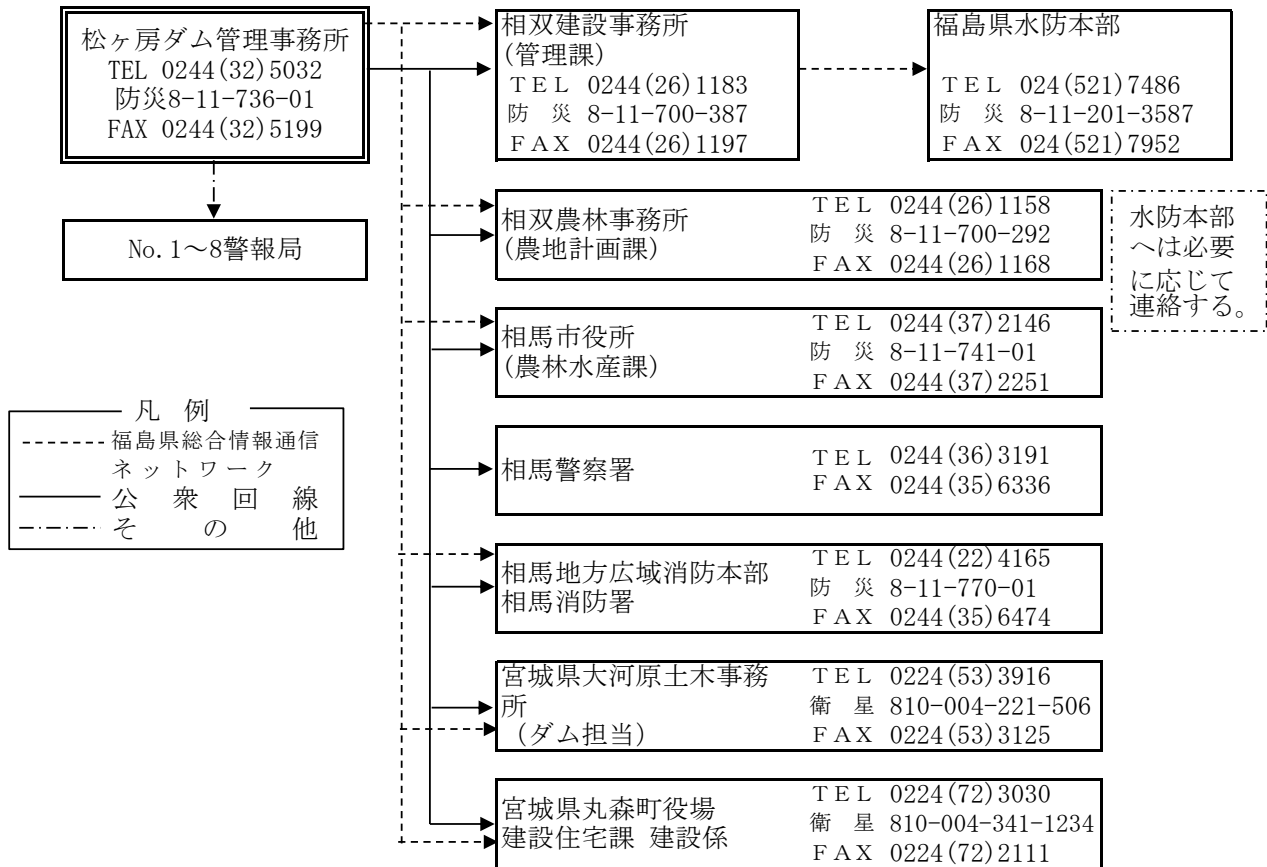 松ヶ房ダム管理事務所
TEL 0244(32)5032
防災8-11-736-01
FAX 0244(32)5199
No.1～8警報局
相双建設事務所
(管理課)
ＴＥＬ 0244(26)1183
防　災 8-11-700-387
ＦＡＸ 0244(26)1197
福島県水防本部
ＴＥＬ 024(521)7486
防　災 8-11-201-3587
ＦＡＸ 024(521)7952
相双農林事務所
(農地計画課)
ＴＥＬ 0244(26)1158
防　災 8-11-700-292
ＦＡＸ 0244(26)1168
水防本部
へは必要
に応じて
連絡する。
相馬市役所
(農林水産課)
ＴＥＬ 0244(37)2146
防　災 8-11-741-01
ＦＡＸ 0244(37)2251
凡　例
福島県総合情報通信
ネットワーク
公　衆　回　線
そ　の　他
相馬警察署
ＴＥＬ 0244(36)3191
ＦＡＸ 0244(35)6336
相馬地方広域消防本部
相馬消防署
ＴＥＬ 0244(22)4165
防　災 8-11-770-01
ＦＡＸ 0244(35)6474
宮城県大河原土木事務
所
（ダム担当）
ＴＥＬ 0224(53)3916
衛　星 810-004-221-506
ＦＡＸ 0224(53)3125
宮城県丸森町役場
建設住宅課 建設係
ＴＥＬ 0224(72)3030
衛　星 810-004-341-1234
ＦＡＸ 0224(72)2111